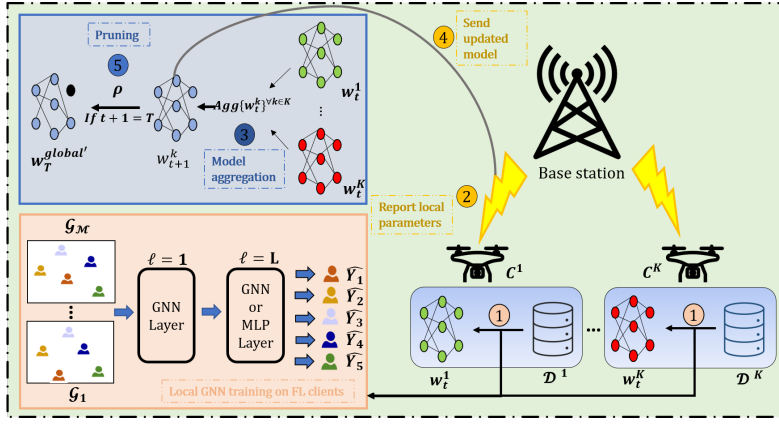 Pruning
5
ρ
If t + 1 = T
w_T^{global'}
w_{t+1}^k
Agg{w_t^k}^{∀k∈K}
3
Model
aggregation
w_t^1
⋮
w_t^K
4
Send
updated
model
2
Report local
parameters
Base station
𝒢_ℳ
⋮
𝒢_1
ℓ = 1
GNN
Layer
ℓ = L
GNN
or
MLP
Layer
Ŷ_1
Ŷ_2
Ŷ_3
Ŷ_4
Ŷ_5
Local GNN training on FL clients
C^1
1
w_t^1
𝒟^1
...
C^K
1
w_t^K
𝒟^K